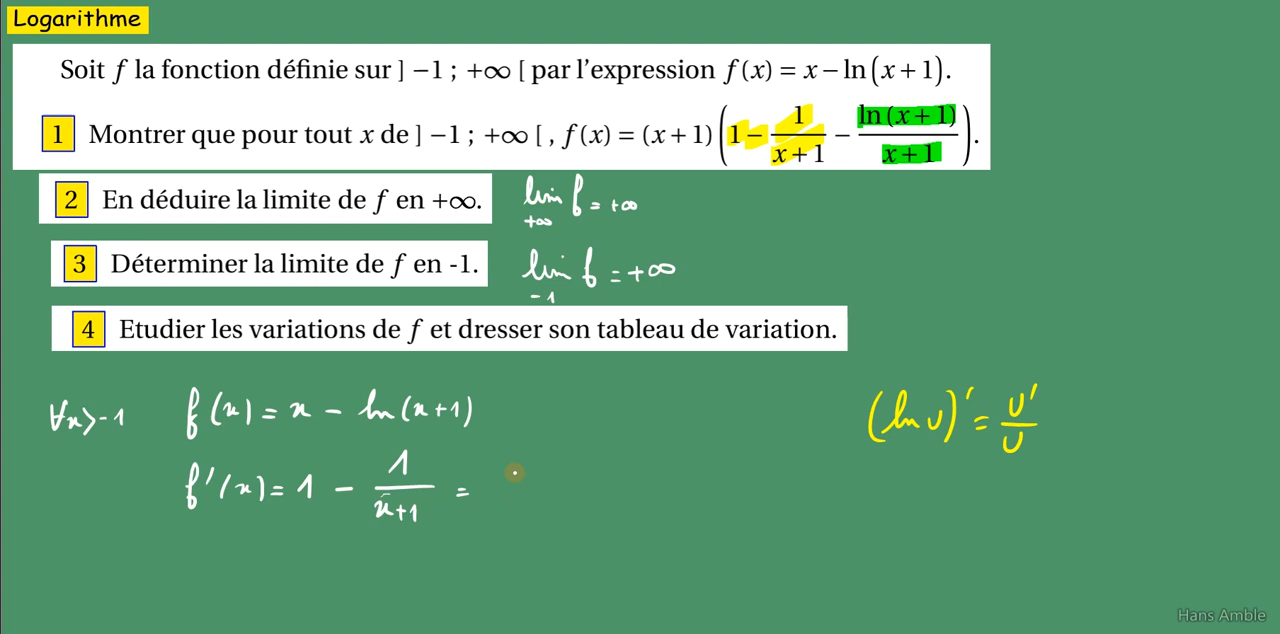 Logarithme
Soit f la fonction définie sur ] −1 ; +∞ [ par l'expression f(x) = x − ln(x+1).
1 Montrer que pour tout x de ] −1 ; +∞ [ , f(x) = (x+1)(1 − 1/(x+1) − ln(x+1)/(x+1)).
2 En déduire la limite de f en +∞. lim +∞ f = +∞
3 Déterminer la limite de f en -1. lim −1 f = +∞
4 Etudier les variations de f et dresser son tableau de variation.
∀x > −1 f(x) = x − ln(x+1) (ln U)' = U'/U
f'(x) = 1 − 1/(x+1) =
Hans Amble